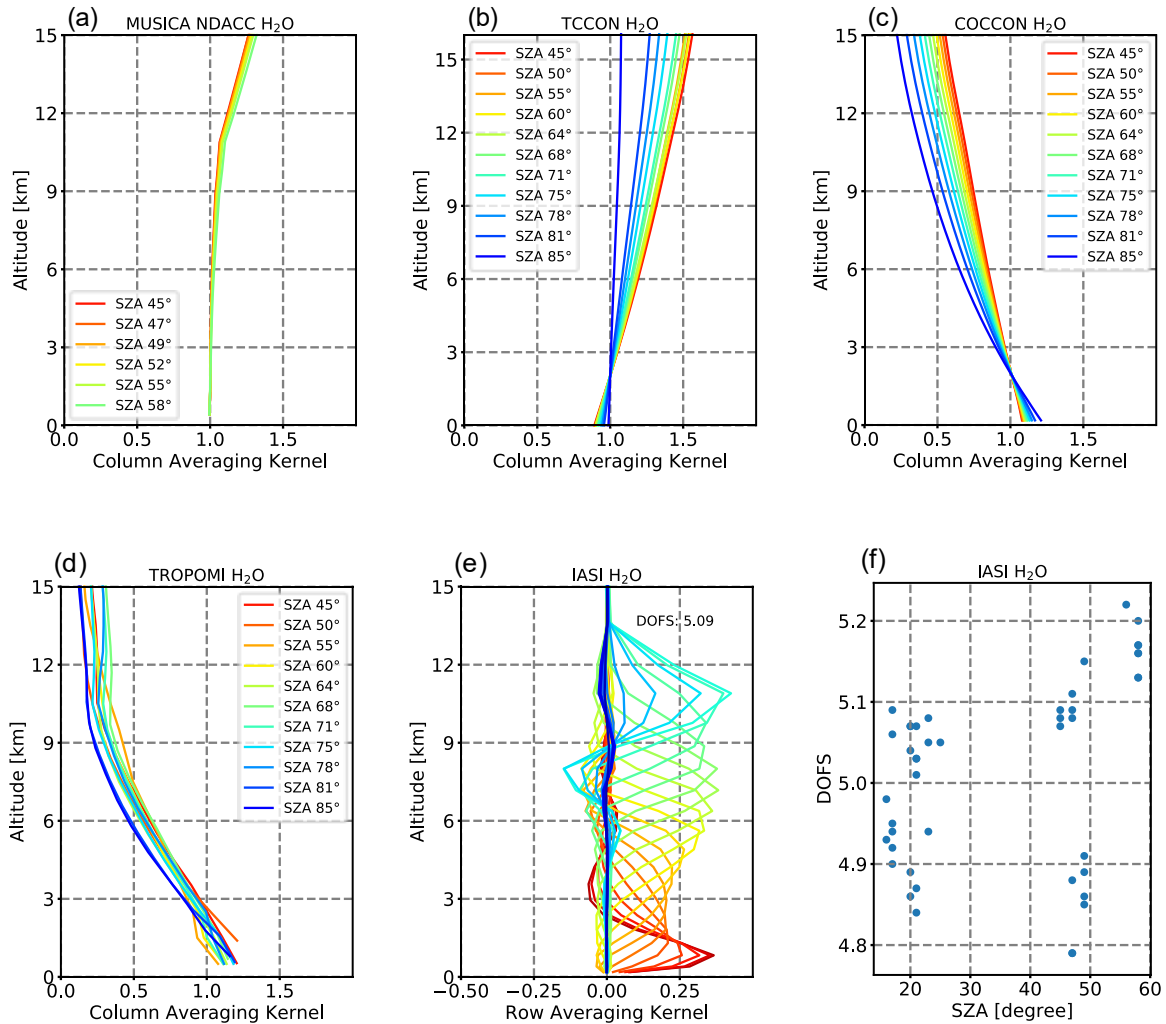 (a)
MUSICA NDACC H₂O
15
12
9
6
3
0
Altitude [km]
SZA 45°
SZA 47°
SZA 49°
SZA 52°
SZA 55°
SZA 58°
0.0 0.5 1.0 1.5
Column Averaging Kernel
(b)
TCCON H₂O
15
12
9
6
3
0
Altitude [km]
SZA 45°
SZA 50°
SZA 55°
SZA 60°
SZA 64°
SZA 68°
SZA 71°
SZA 75°
SZA 78°
SZA 81°
SZA 85°
0.0 0.5 1.0 1.5
Column Averaging Kernel
(c)
COCCON H₂O
15
12
9
6
3
0
Altitude [km]
SZA 45°
SZA 50°
SZA 55°
SZA 60°
SZA 64°
SZA 68°
SZA 71°
SZA 75°
SZA 78°
SZA 81°
SZA 85°
0.0 0.5 1.0 1.5
Column Averaging Kernel
(d)
TROPOMI H₂O
15
12
9
6
3
0
Altitude [km]
SZA 45°
SZA 50°
SZA 55°
SZA 60°
SZA 64°
SZA 68°
SZA 71°
SZA 75°
SZA 78°
SZA 81°
SZA 85°
0.0 0.5 1.0 1.5
Column Averaging Kernel
(e)
IASI H₂O
15
12
9
6
3
0
Altitude [km]
DOFS: 5.09
−0.50 −0.25 0.00 0.25
Row Averaging Kernel
(f)
IASI H₂O
5.2
5.1
5.0
4.9
4.8
DOFS
20 30 40 50 60
SZA [degree]